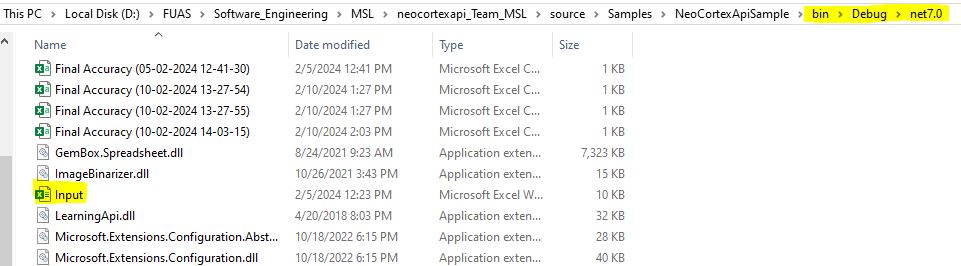 This PC > Local Disk (D:) > FUAS > Software_Engineering > MSL > neocortexapi_Team_MSL > source > Samples > NeoCortexApiSample > bin > Debug > net7.0
Name Date modified Type Size
Final Accuracy (05-02-2024 12-41-30) 2/5/2024 12:41 PM Microsoft Excel C... 1 KB
Final Accuracy (10-02-2024 13-27-54) 2/10/2024 1:27 PM Microsoft Excel C... 1 KB
Final Accuracy (10-02-2024 13-27-55) 2/10/2024 1:27 PM Microsoft Excel C... 1 KB
Final Accuracy (10-02-2024 14-03-15) 2/10/2024 2:03 PM Microsoft Excel C... 1 KB
GemBox.Spreadsheet.dll 8/24/2021 9:23 AM Application exten... 7,323 KB
ImageBinarizer.dll 10/26/2021 3:43 PM Application exten... 15 KB
Input 2/5/2024 12:23 PM Microsoft Excel W... 10 KB
LearningApi.dll 4/20/2018 8:03 PM Application exten... 32 KB
Microsoft.Extensions.Configuration.Abst... 10/18/2022 6:15 PM Application exten... 28 KB
Microsoft.Extensions.Configuration.dll 10/18/2022 6:15 PM Application exten... 40 KB